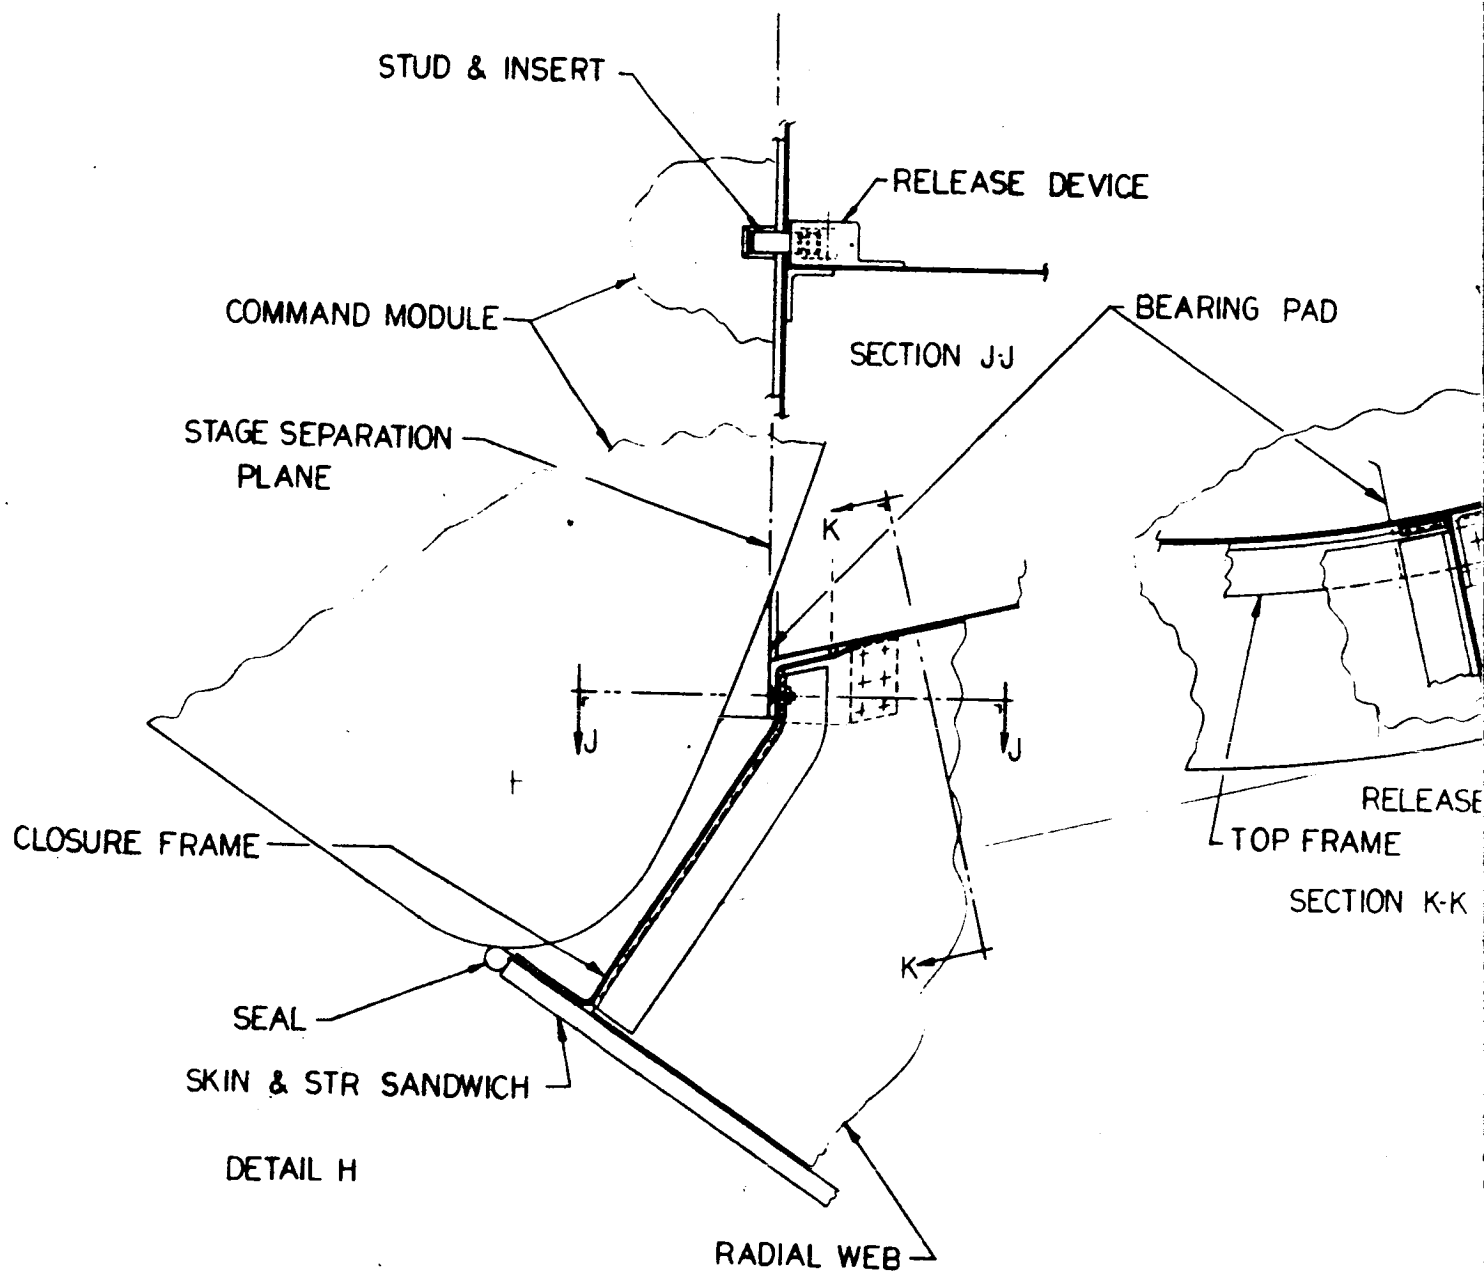 STUD & INSERT
RELEASE DEVICE
COMMAND MODULE
BEARING PAD
SECTION J-J
STAGE SEPARATION
PLANE
K
J
J
CLOSURE FRAME
RELEASE
TOP FRAME
SECTION K-K
K
SEAL
SKIN & STR SANDWICH
DETAIL H
RADIAL WEB